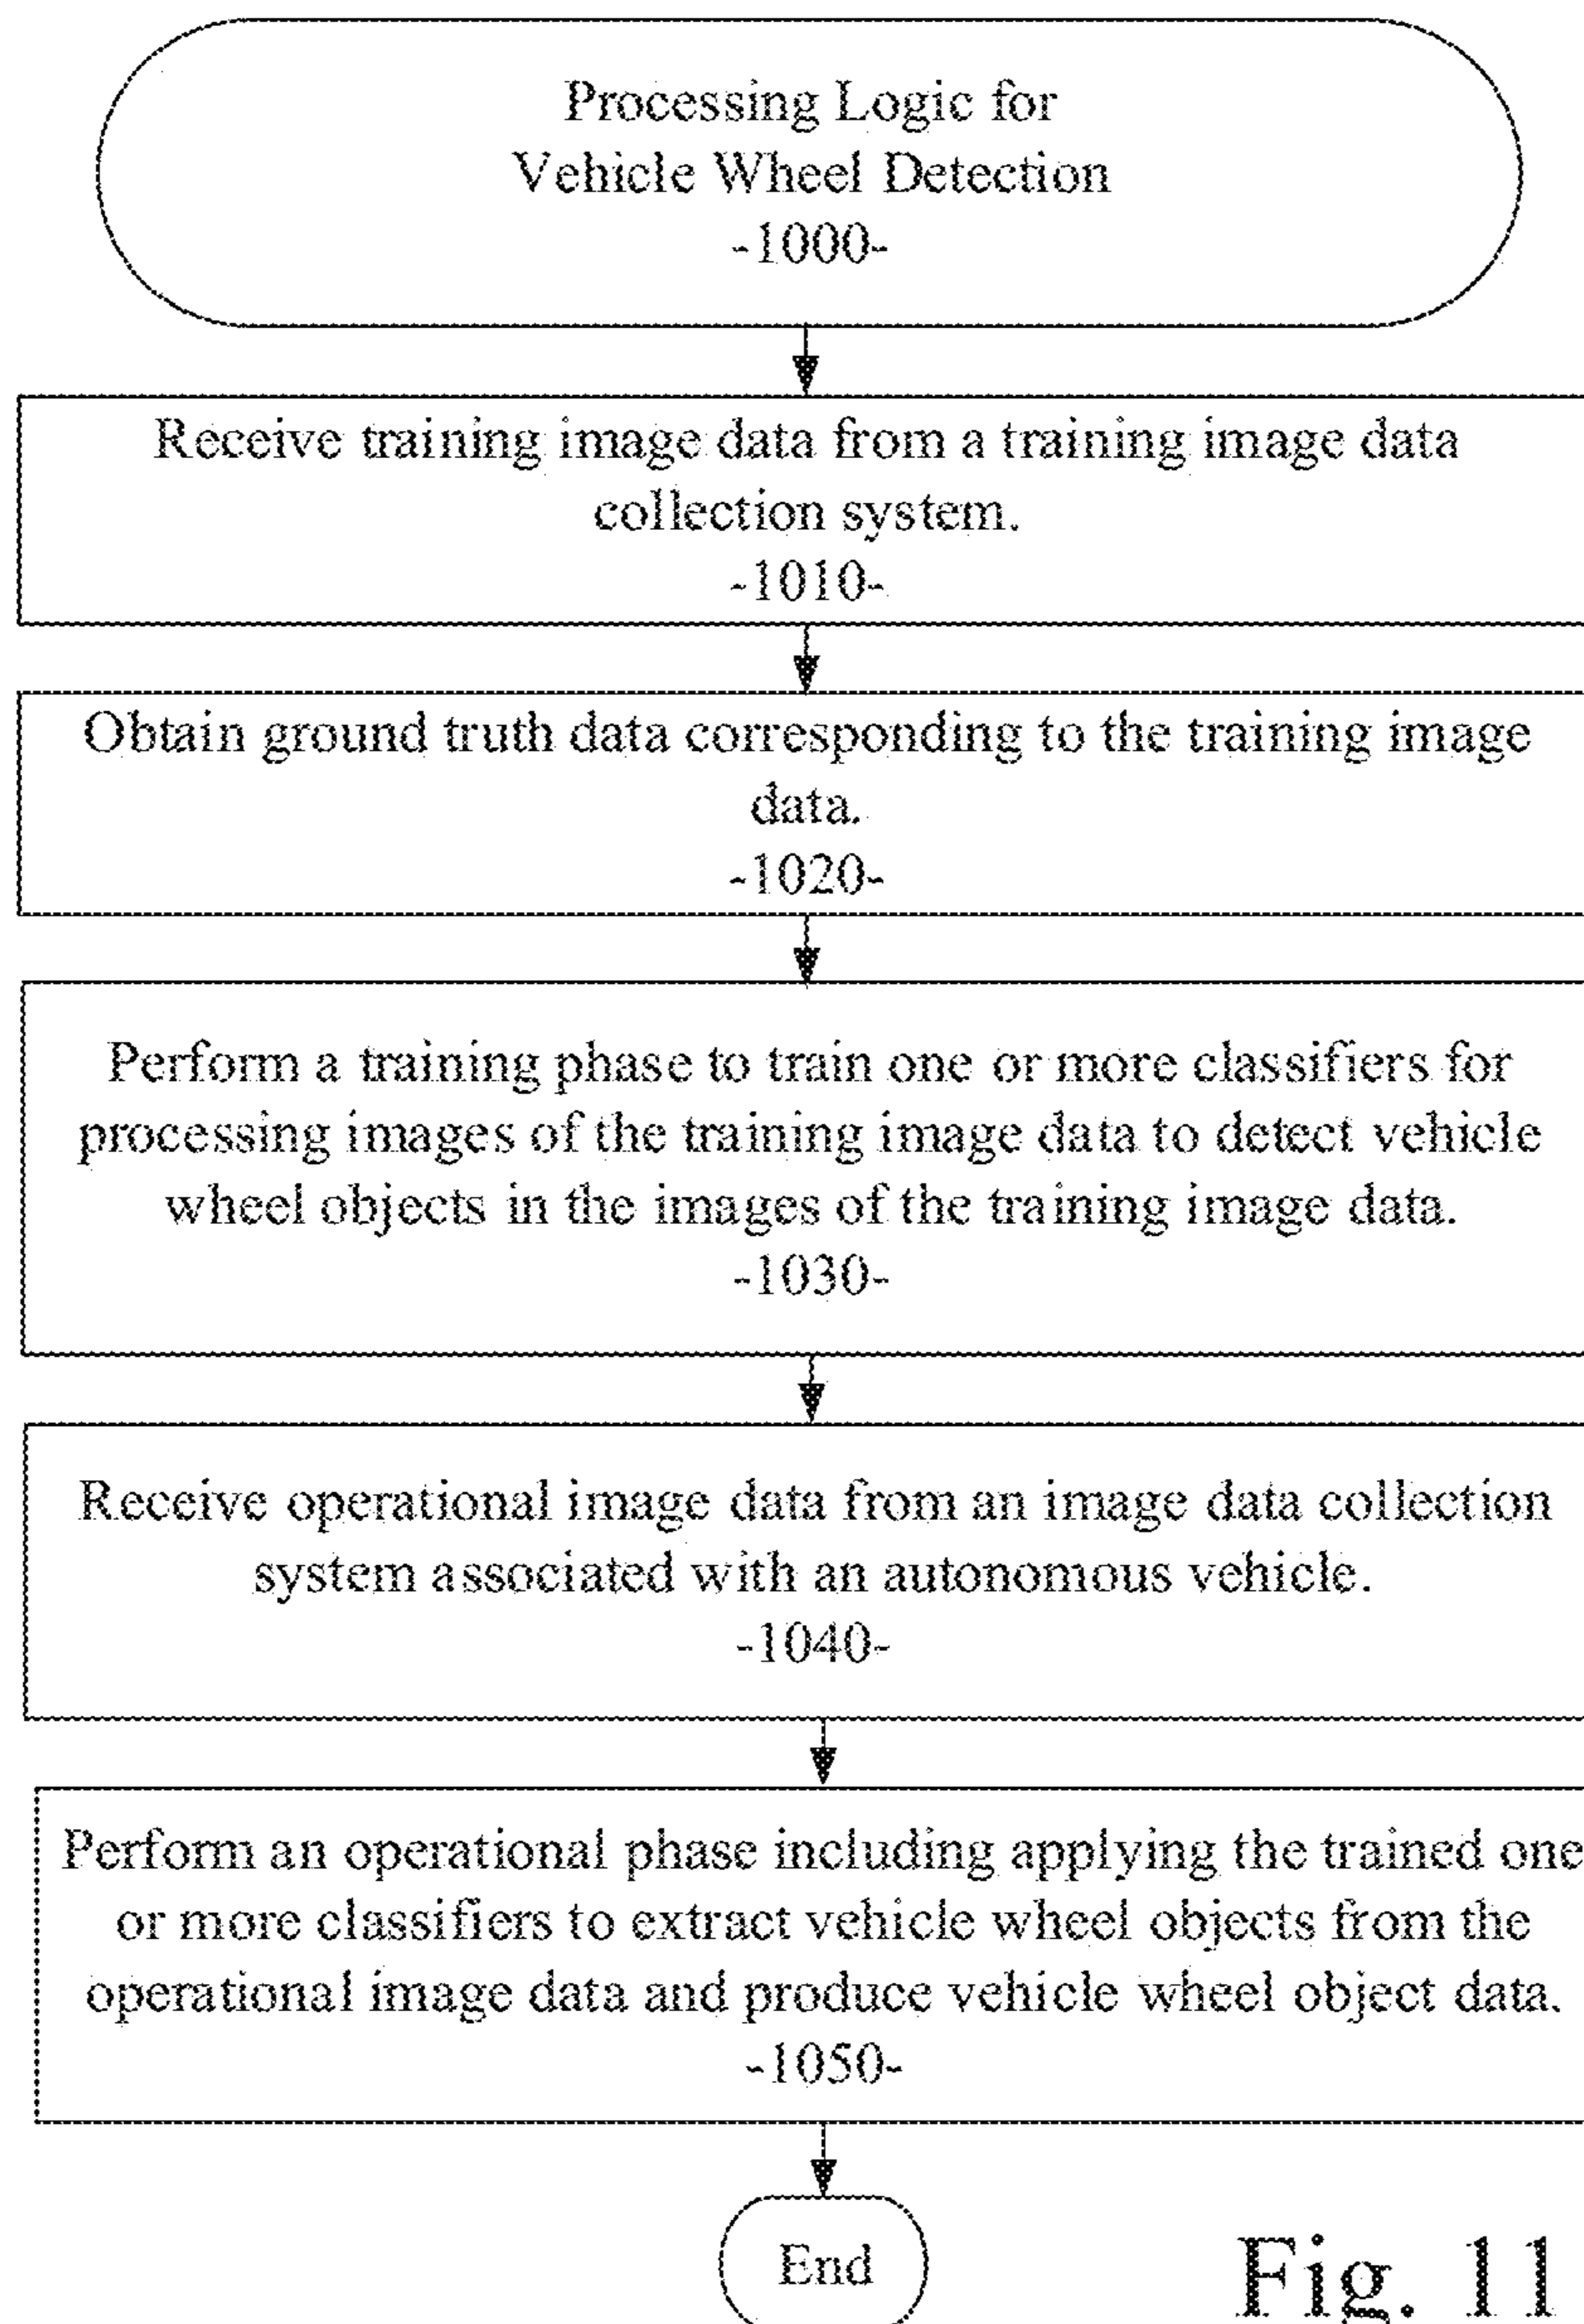 Processing Logic for
Vehicle Wheel Detection
-1000-
Receive training image data from a training image data
collection system.
-1010-
Obtain ground truth data corresponding to the training image
data.
-1020-
Perform a training phase to train one or more classifiers for
processing images of the training image data to detect vehicle
wheel objects in the images of the training image data.
-1030-
Receive operational image data from an image data collection
system associated with an autonomous vehicle.
-1040-
Perform an operational phase including applying the trained one
or more classifiers to extract vehicle wheel objects from the
operational image data and produce vehicle wheel object data.
-1050-
End
Fig. 11